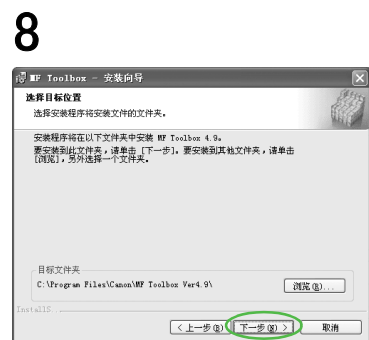 8
MF Toolbox - 安装向导
选择目标位置
选择安装程序将安装文件的文件夹。
安装程序将在以下文件夹中安装 MF Toolbox 4.9。
要安装到此文件夹，请单击 [下一步]。要安装到其他文件夹，请单击
[浏览]，另外选择一个文件夹。
目标文件夹
C:\Program Files\Canon\MF Toolbox Ver4.9\
浏览(R)...
InstallS
< 上一步(B) 下一步(N) > 取消